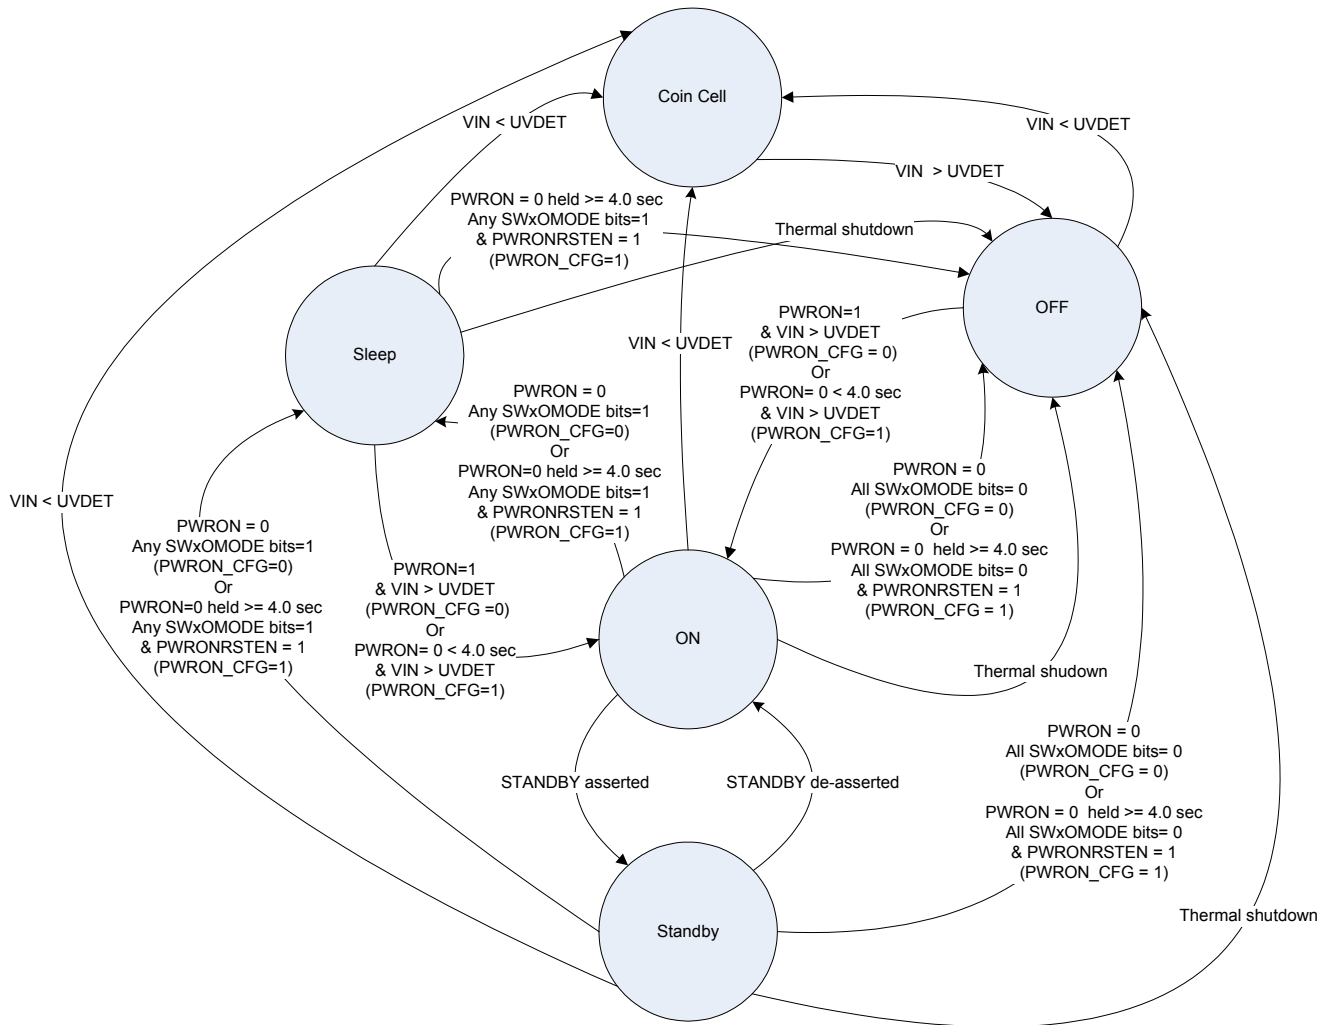 Coin Cell
VIN < UVDET
VIN < UVDET
VIN > UVDET
PWRON = 0 held >= 4.0 sec
Any SWxOMODE bits=1
& PWRONRSTEN = 1
(PWRON_CFG=1)
Thermal shutdown
OFF
Sleep
VIN < UVDET
PWRON=1
& VIN > UVDET
(PWRON_CFG = 0)
Or
PWRON= 0 < 4.0 sec
& VIN > UVDET
(PWRON_CFG=1)
PWRON = 0
Any SWxOMODE bits=1
(PWRON_CFG=0)
Or
PWRON=0 held >= 4.0 sec
Any SWxOMODE bits=1
& PWRONRSTEN = 1
(PWRON_CFG=1)
PWRON = 0
All SWxOMODE bits= 0
(PWRON_CFG = 0)
Or
PWRON = 0  held >= 4.0 sec
All SWxOMODE bits= 0
& PWRONRSTEN = 1
(PWRON_CFG = 1)
VIN < UVDET
PWRON = 0
Any SWxOMODE bits=1
(PWRON_CFG=0)
Or
PWRON=0 held >= 4.0 sec
Any SWxOMODE bits=1
& PWRONRSTEN = 1
(PWRON_CFG=1)
PWRON=1
& VIN > UVDET
(PWRON_CFG =0)
Or
PWRON= 0 < 4.0 sec
& VIN > UVDET
(PWRON_CFG=1)
ON
Thermal shudown
STANDBY asserted
STANDBY de-asserted
PWRON = 0
All SWxOMODE bits= 0
(PWRON_CFG = 0)
Or
PWRON = 0  held >= 4.0 sec
All SWxOMODE bits= 0
& PWRONRSTEN = 1
(PWRON_CFG = 1)
Standby
Thermal shutdown